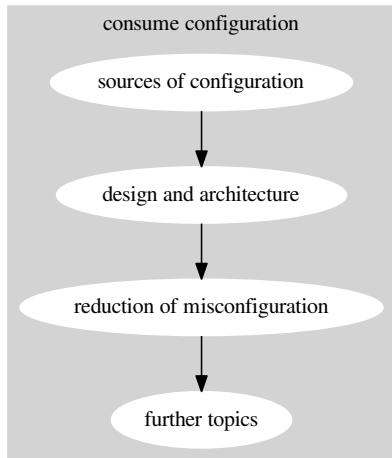 consume configuration
sources of configuration
design and architecture
reduction of misconfiguration
further topics